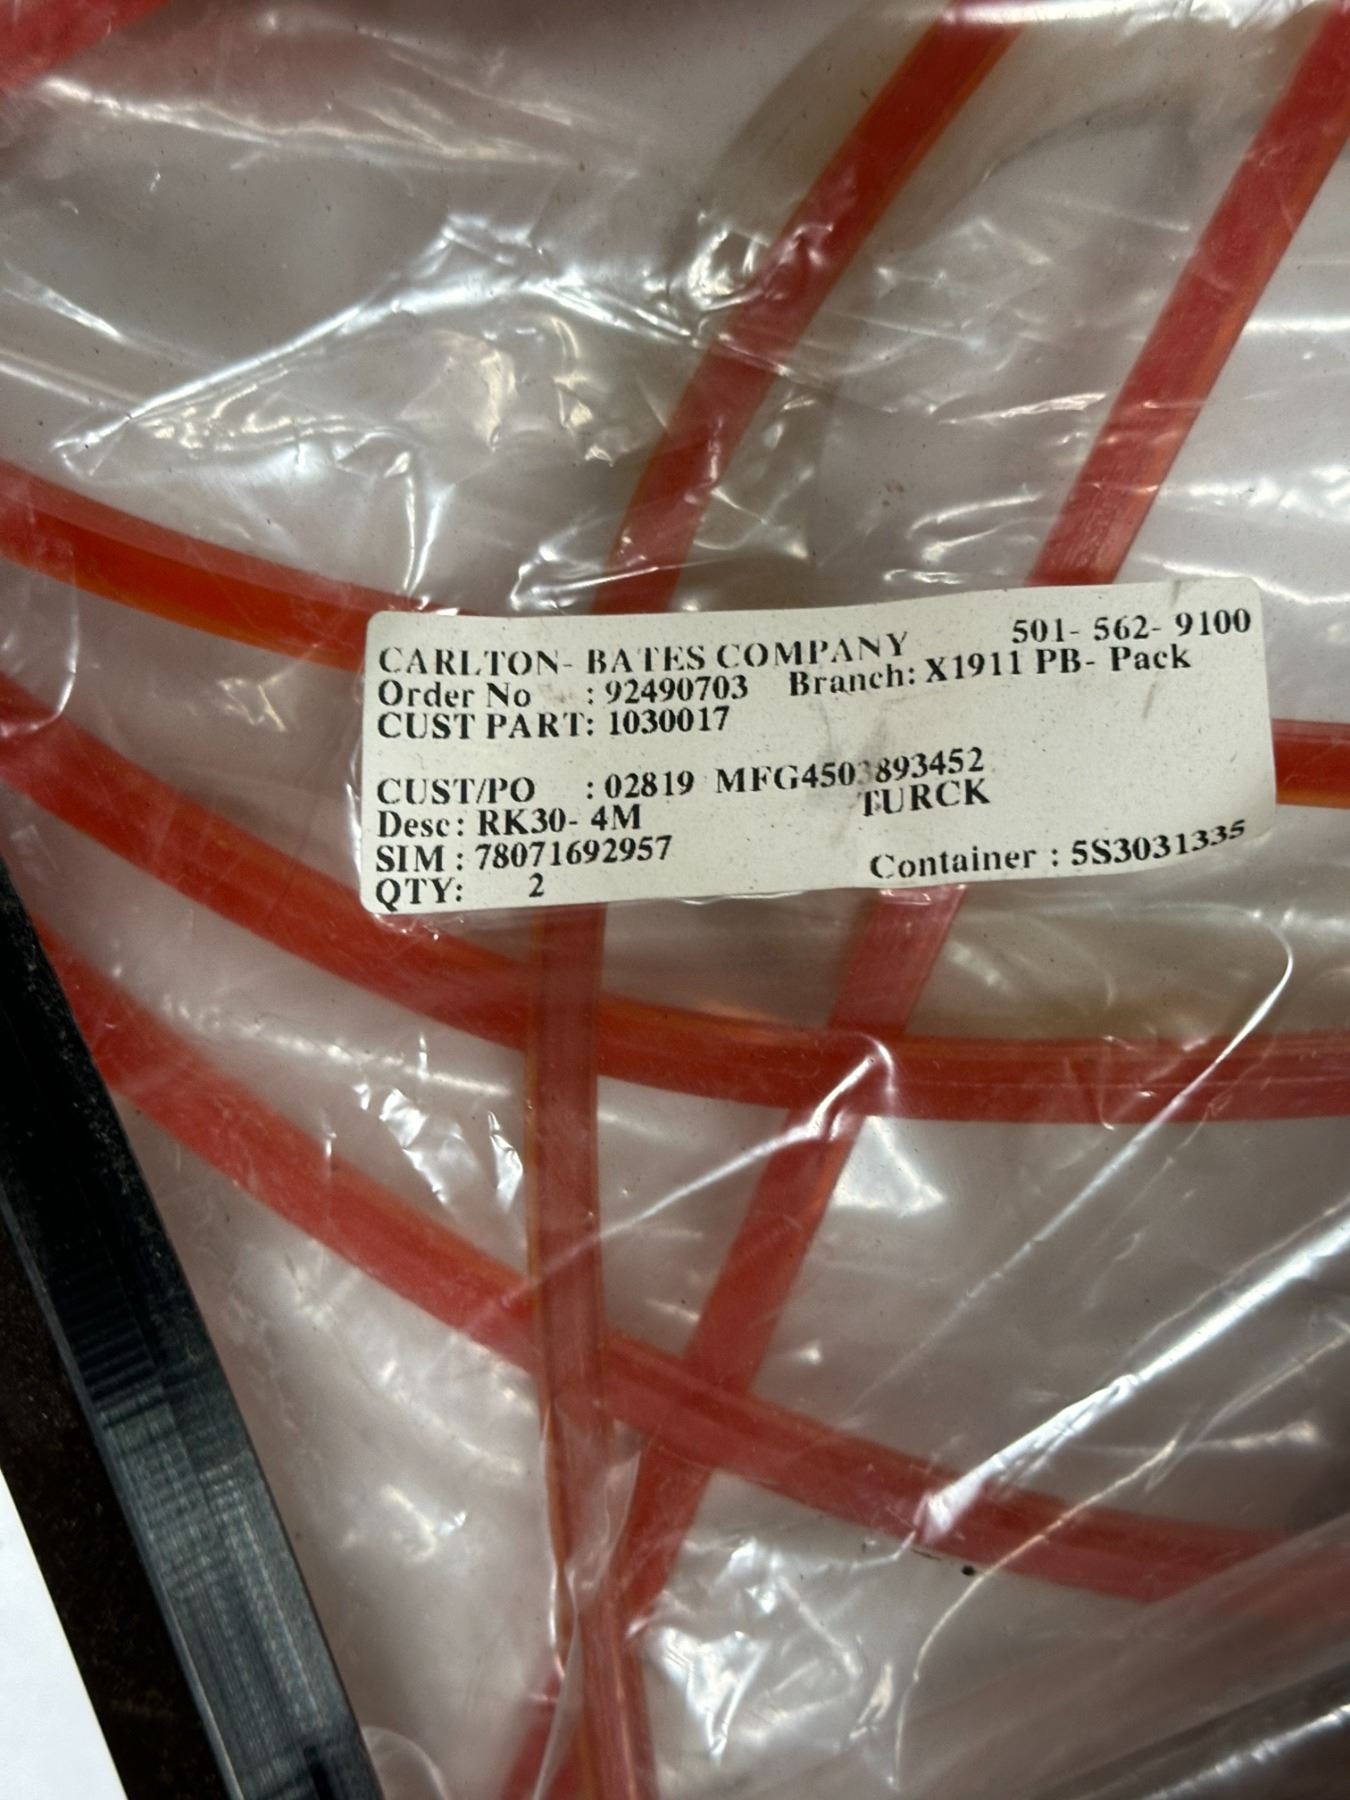 CARLTON- BATES COMPANY 501- 562- 9100
Order No : 92490703 Branch: X1911 PB- Pack
CUST PART: 1030017
CUST/PO : 02819 MFG4503893452
Desc: RK30- 4M TURCK
SIM : 78071692957
QTY: 2 Container : 5S3031335